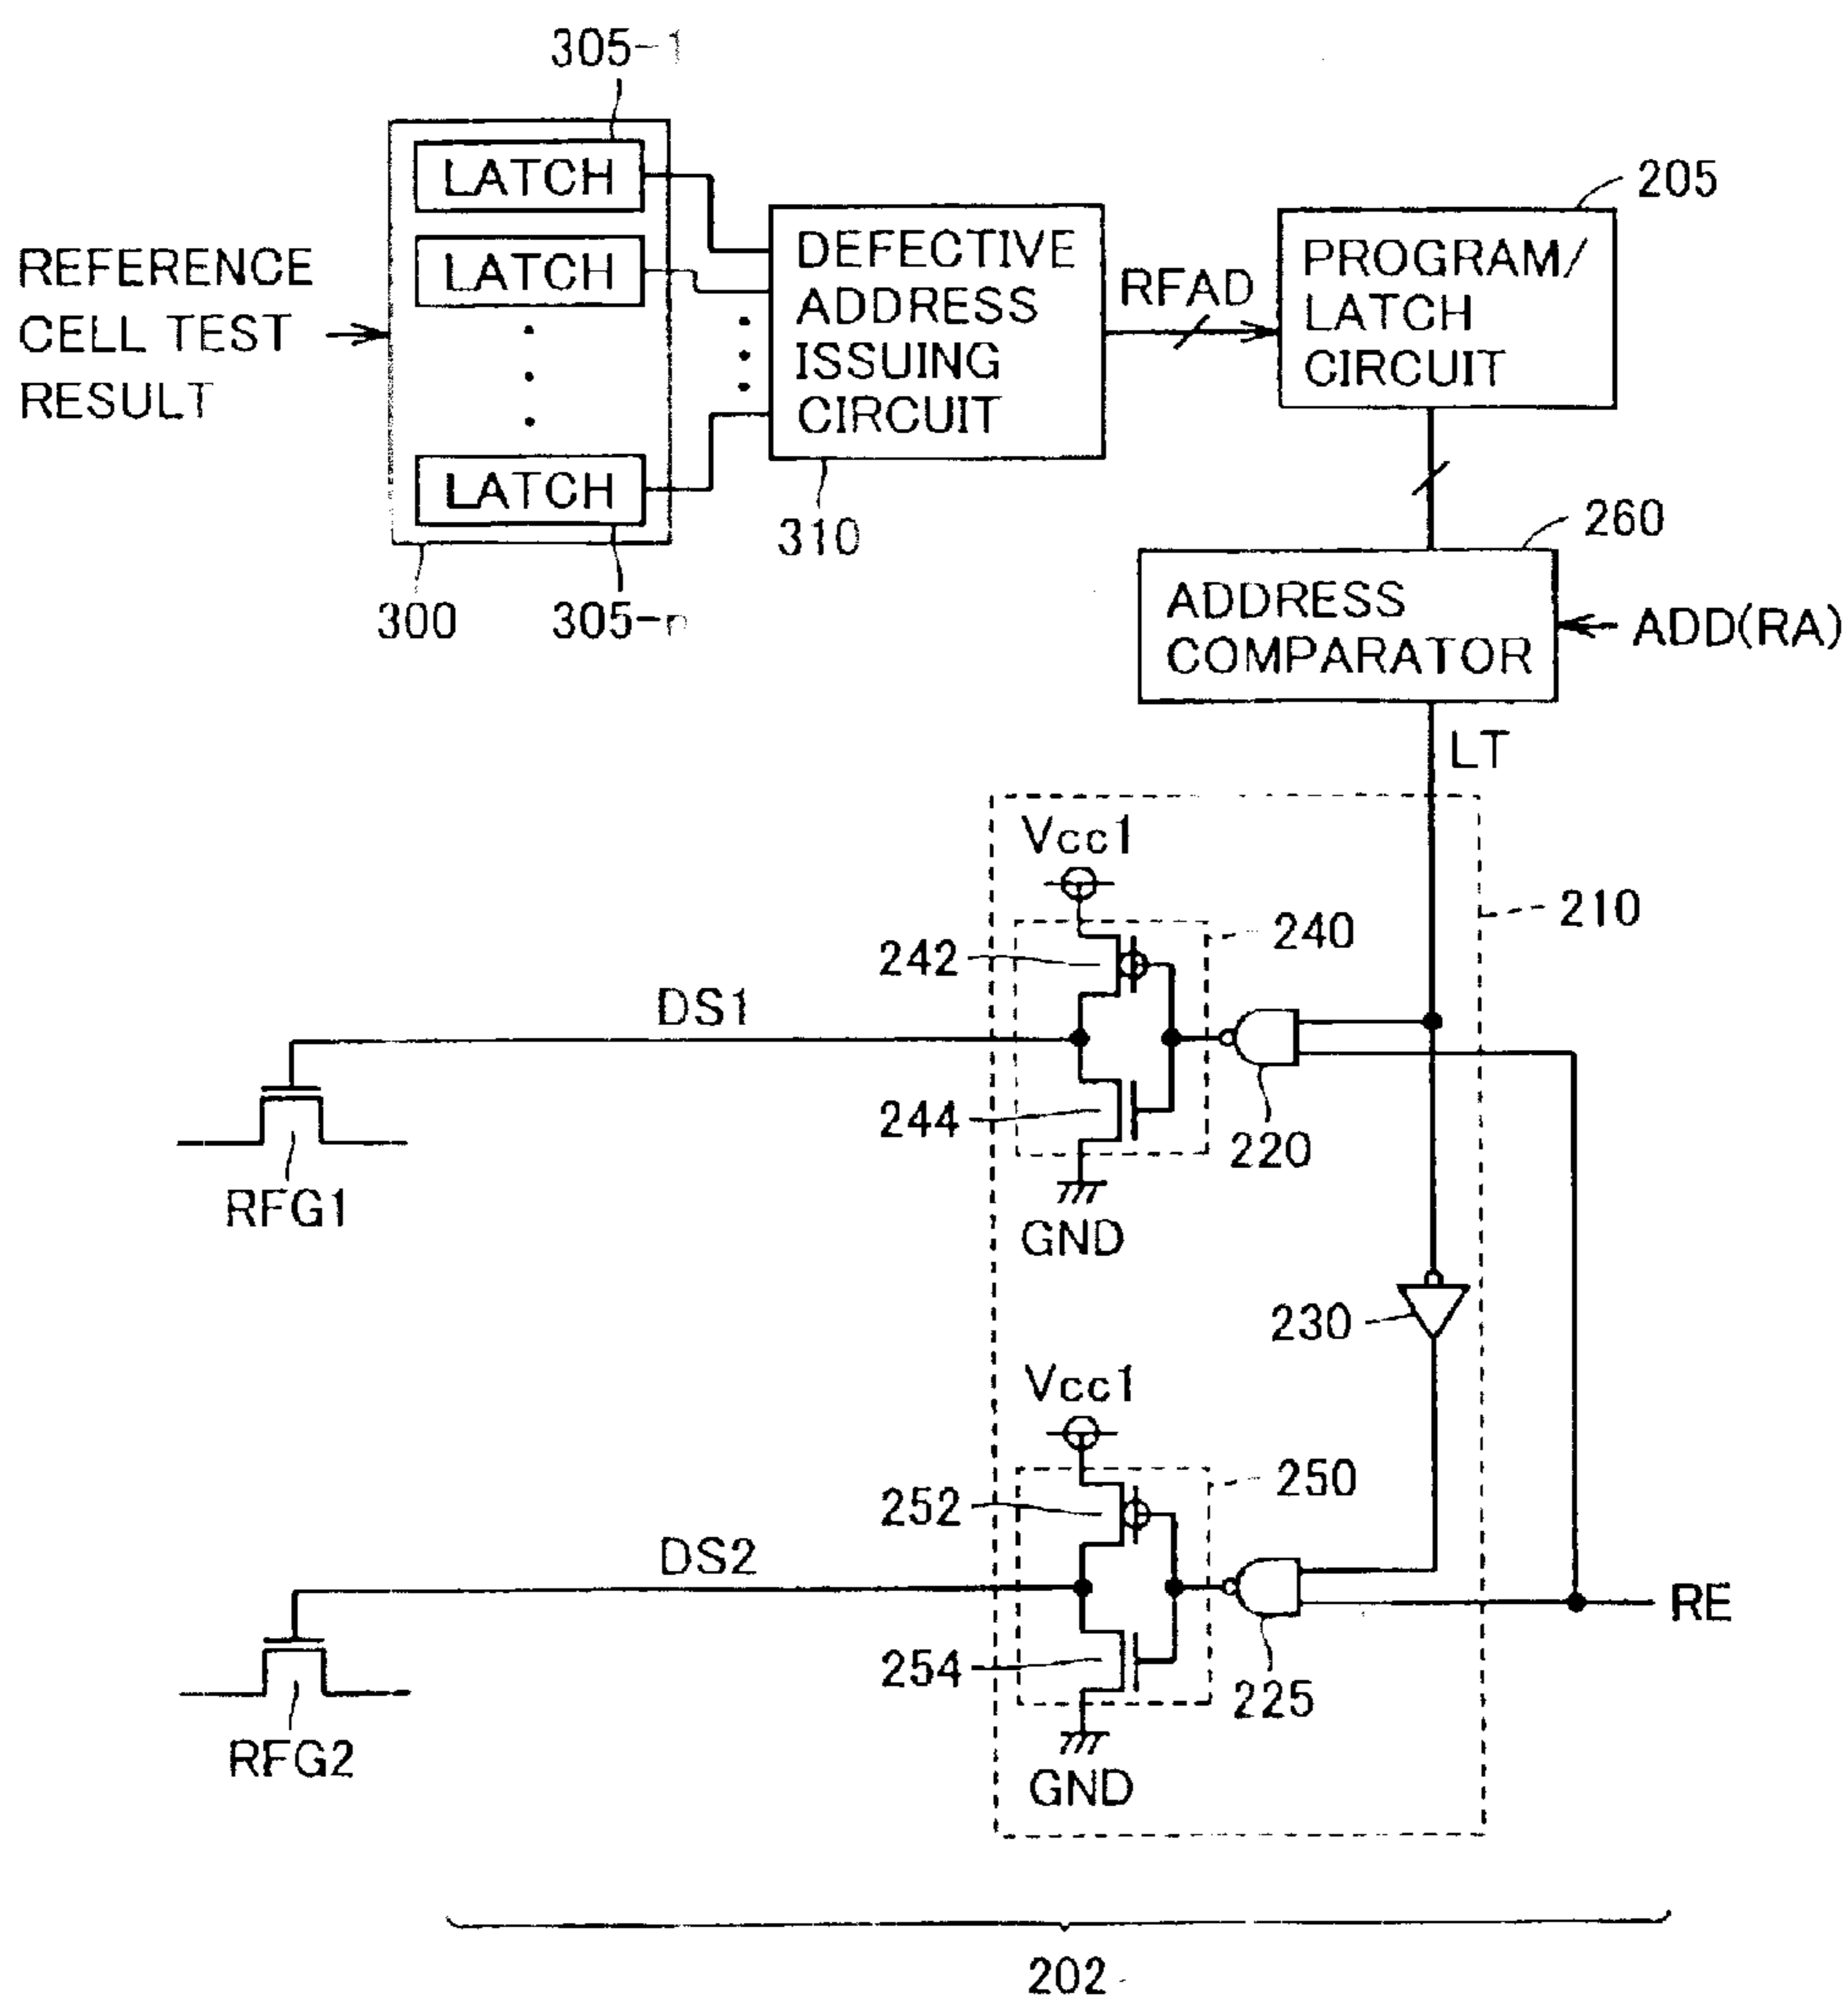 305-1
LATCH
LATCH
LATCH
REFERENCE
CELL TEST
RESULT
300
305-n
DEFECTIVE
ADDRESS
ISSUING
CIRCUIT
310
RFAD
205
PROGRAM/
LATCH
CIRCUIT
260
ADDRESS
COMPARATOR
ADD(RA)
LT
Vcc1
210
240
242
DS1
244
220
RFG1
GND
230
Vcc1
250
252
DS2
RE
254
225
RFG2
GND
202